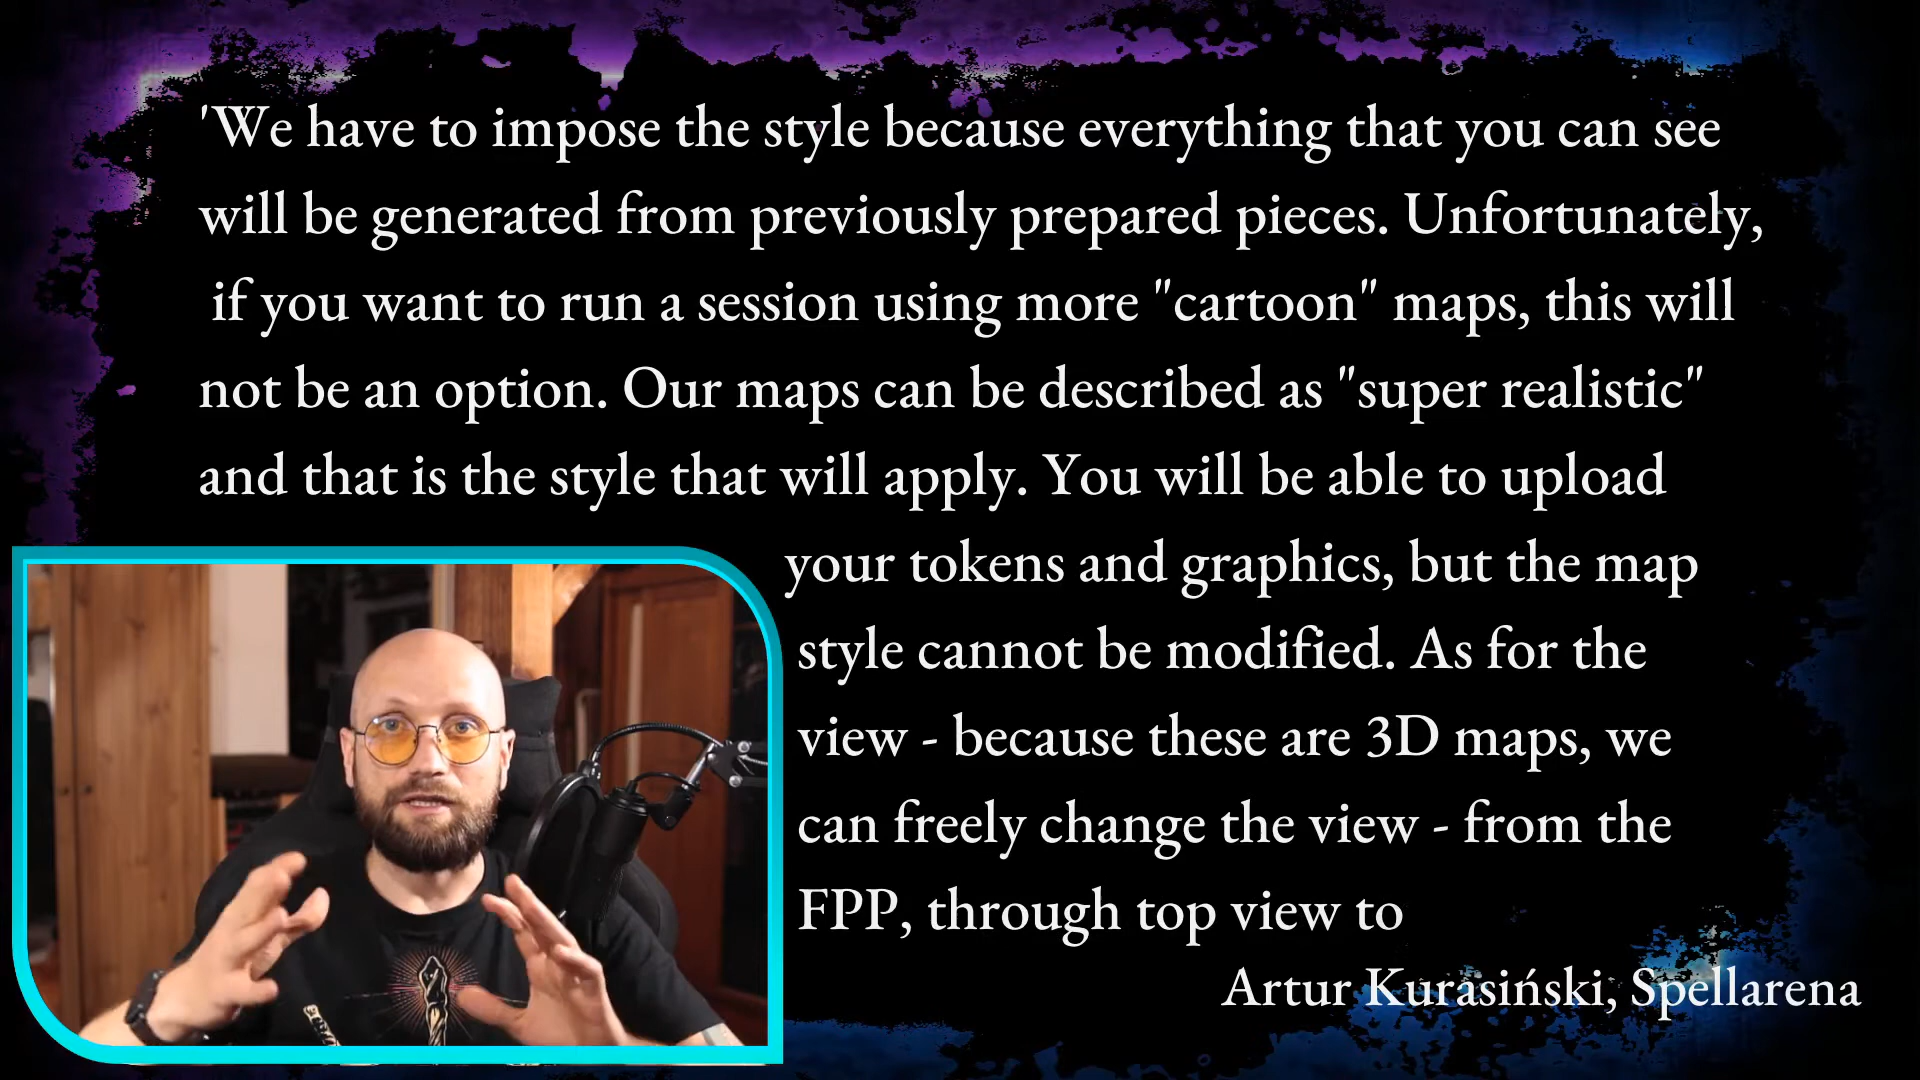 'We have to impose the style because everything that you can see
will be generated from previously prepared pieces. Unfortunately,
if you want to run a session using more "cartoon" maps, this will
not be an option. Our maps can be described as "super realistic"
and that is the style that will apply. You will be able to upload
your tokens and graphics, but the map
style cannot be modified. As for the
view - because these are 3D maps, we
can freely change the view - from the
FPP, through top view to
Artur Kurasiński, Spellarena